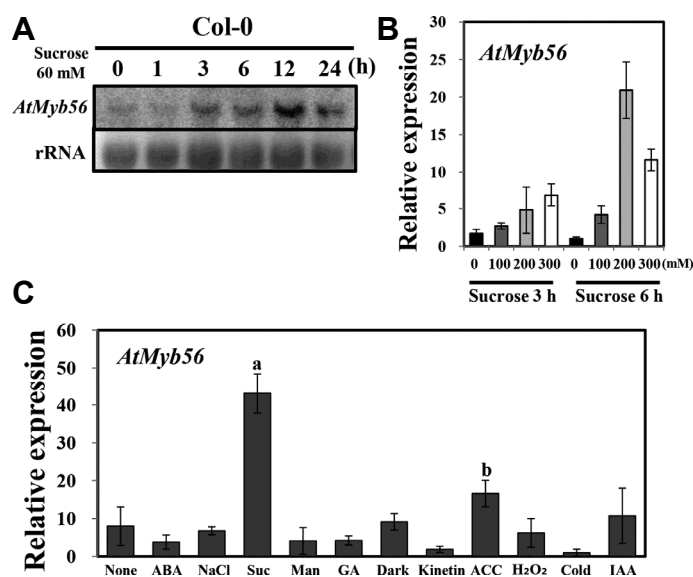 A
Col-0
Sucrose
60 mM
0 1 3 6 12 24 (h)
AtMyb56
rRNA
B
AtMyb56
Relative expression
30
25
20
15
10
5
0
0 100 200 300 0 100 200 300 (mM)
Sucrose 3 h Sucrose 6 h
C
AtMyb56
Relative expression
60
50
40
30
20
10
0
a
b
None ABA NaCl Suc Man GA Dark Kinetin ACC H₂O₂ Cold IAA